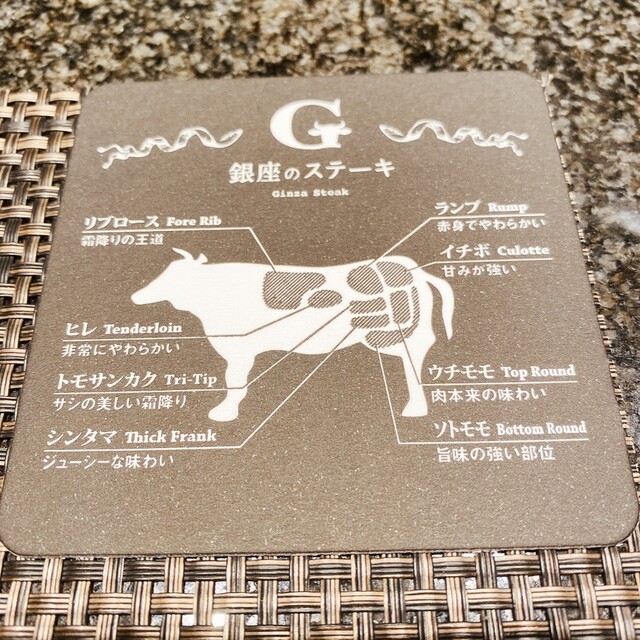 G
銀座のステーキ
Ginza Steak
リブロース Fore Rib
霜降りの王道
ヒレ Tenderloin
非常にやわらかい
トモサンカク Tri-Tip
サシの美しい霜降り
シンタマ Thick Frank
ジューシーな味わい
ランプ Rump
赤身でやわらかい
イチボ Culotte
甘みが強い
ウチモモ Top Round
肉本来の味わい
ソトモモ Bottom Round
旨味の強い部位